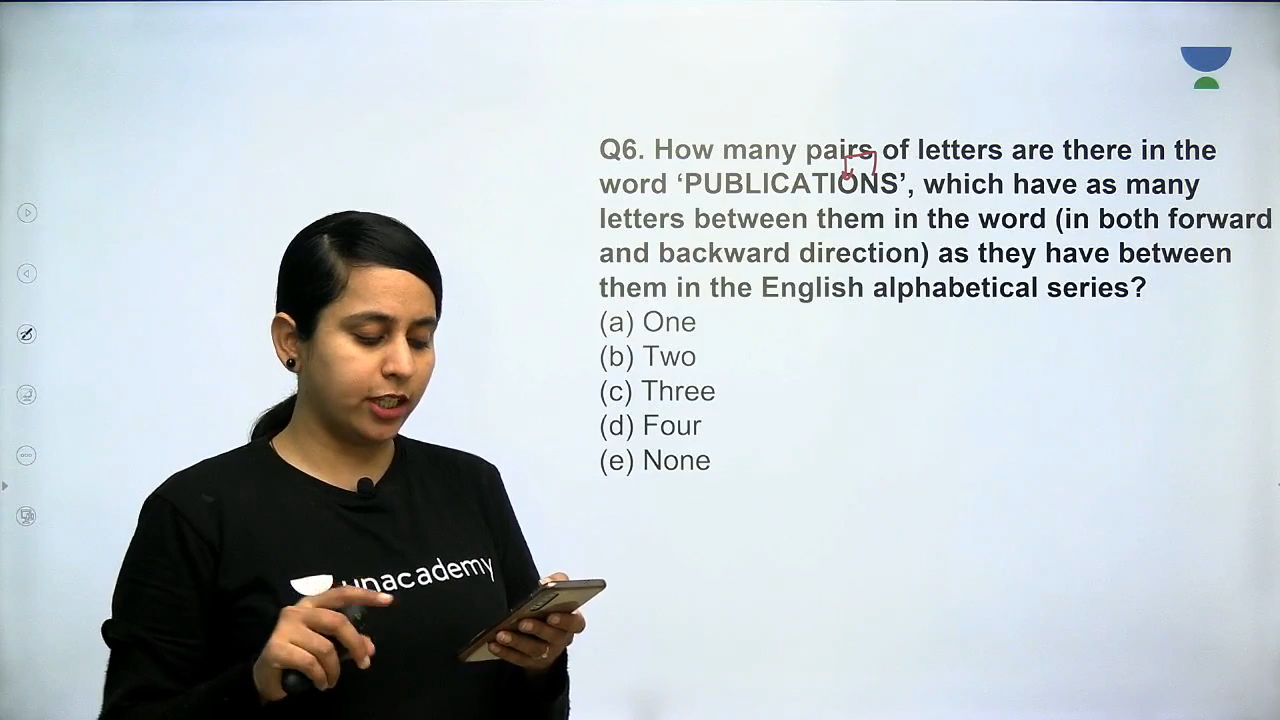 Q6. How many pairs of letters are there in the
word ‘PUBLICATIONS’, which have as many
letters between them in the word (in both forward
and backward direction) as they have between
them in the English alphabetical series?
(a) One
(b) Two
(c) Three
(d) Four
(e) None
unacademy